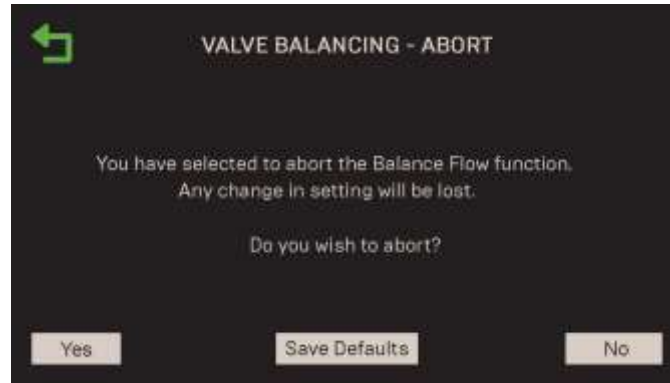 VALVE BALANCING - ABORT
You have selected to abort the Balance Flow function.
Any change in setting will be lost.
Do you wish to abort?
Yes
Save Defaults
No